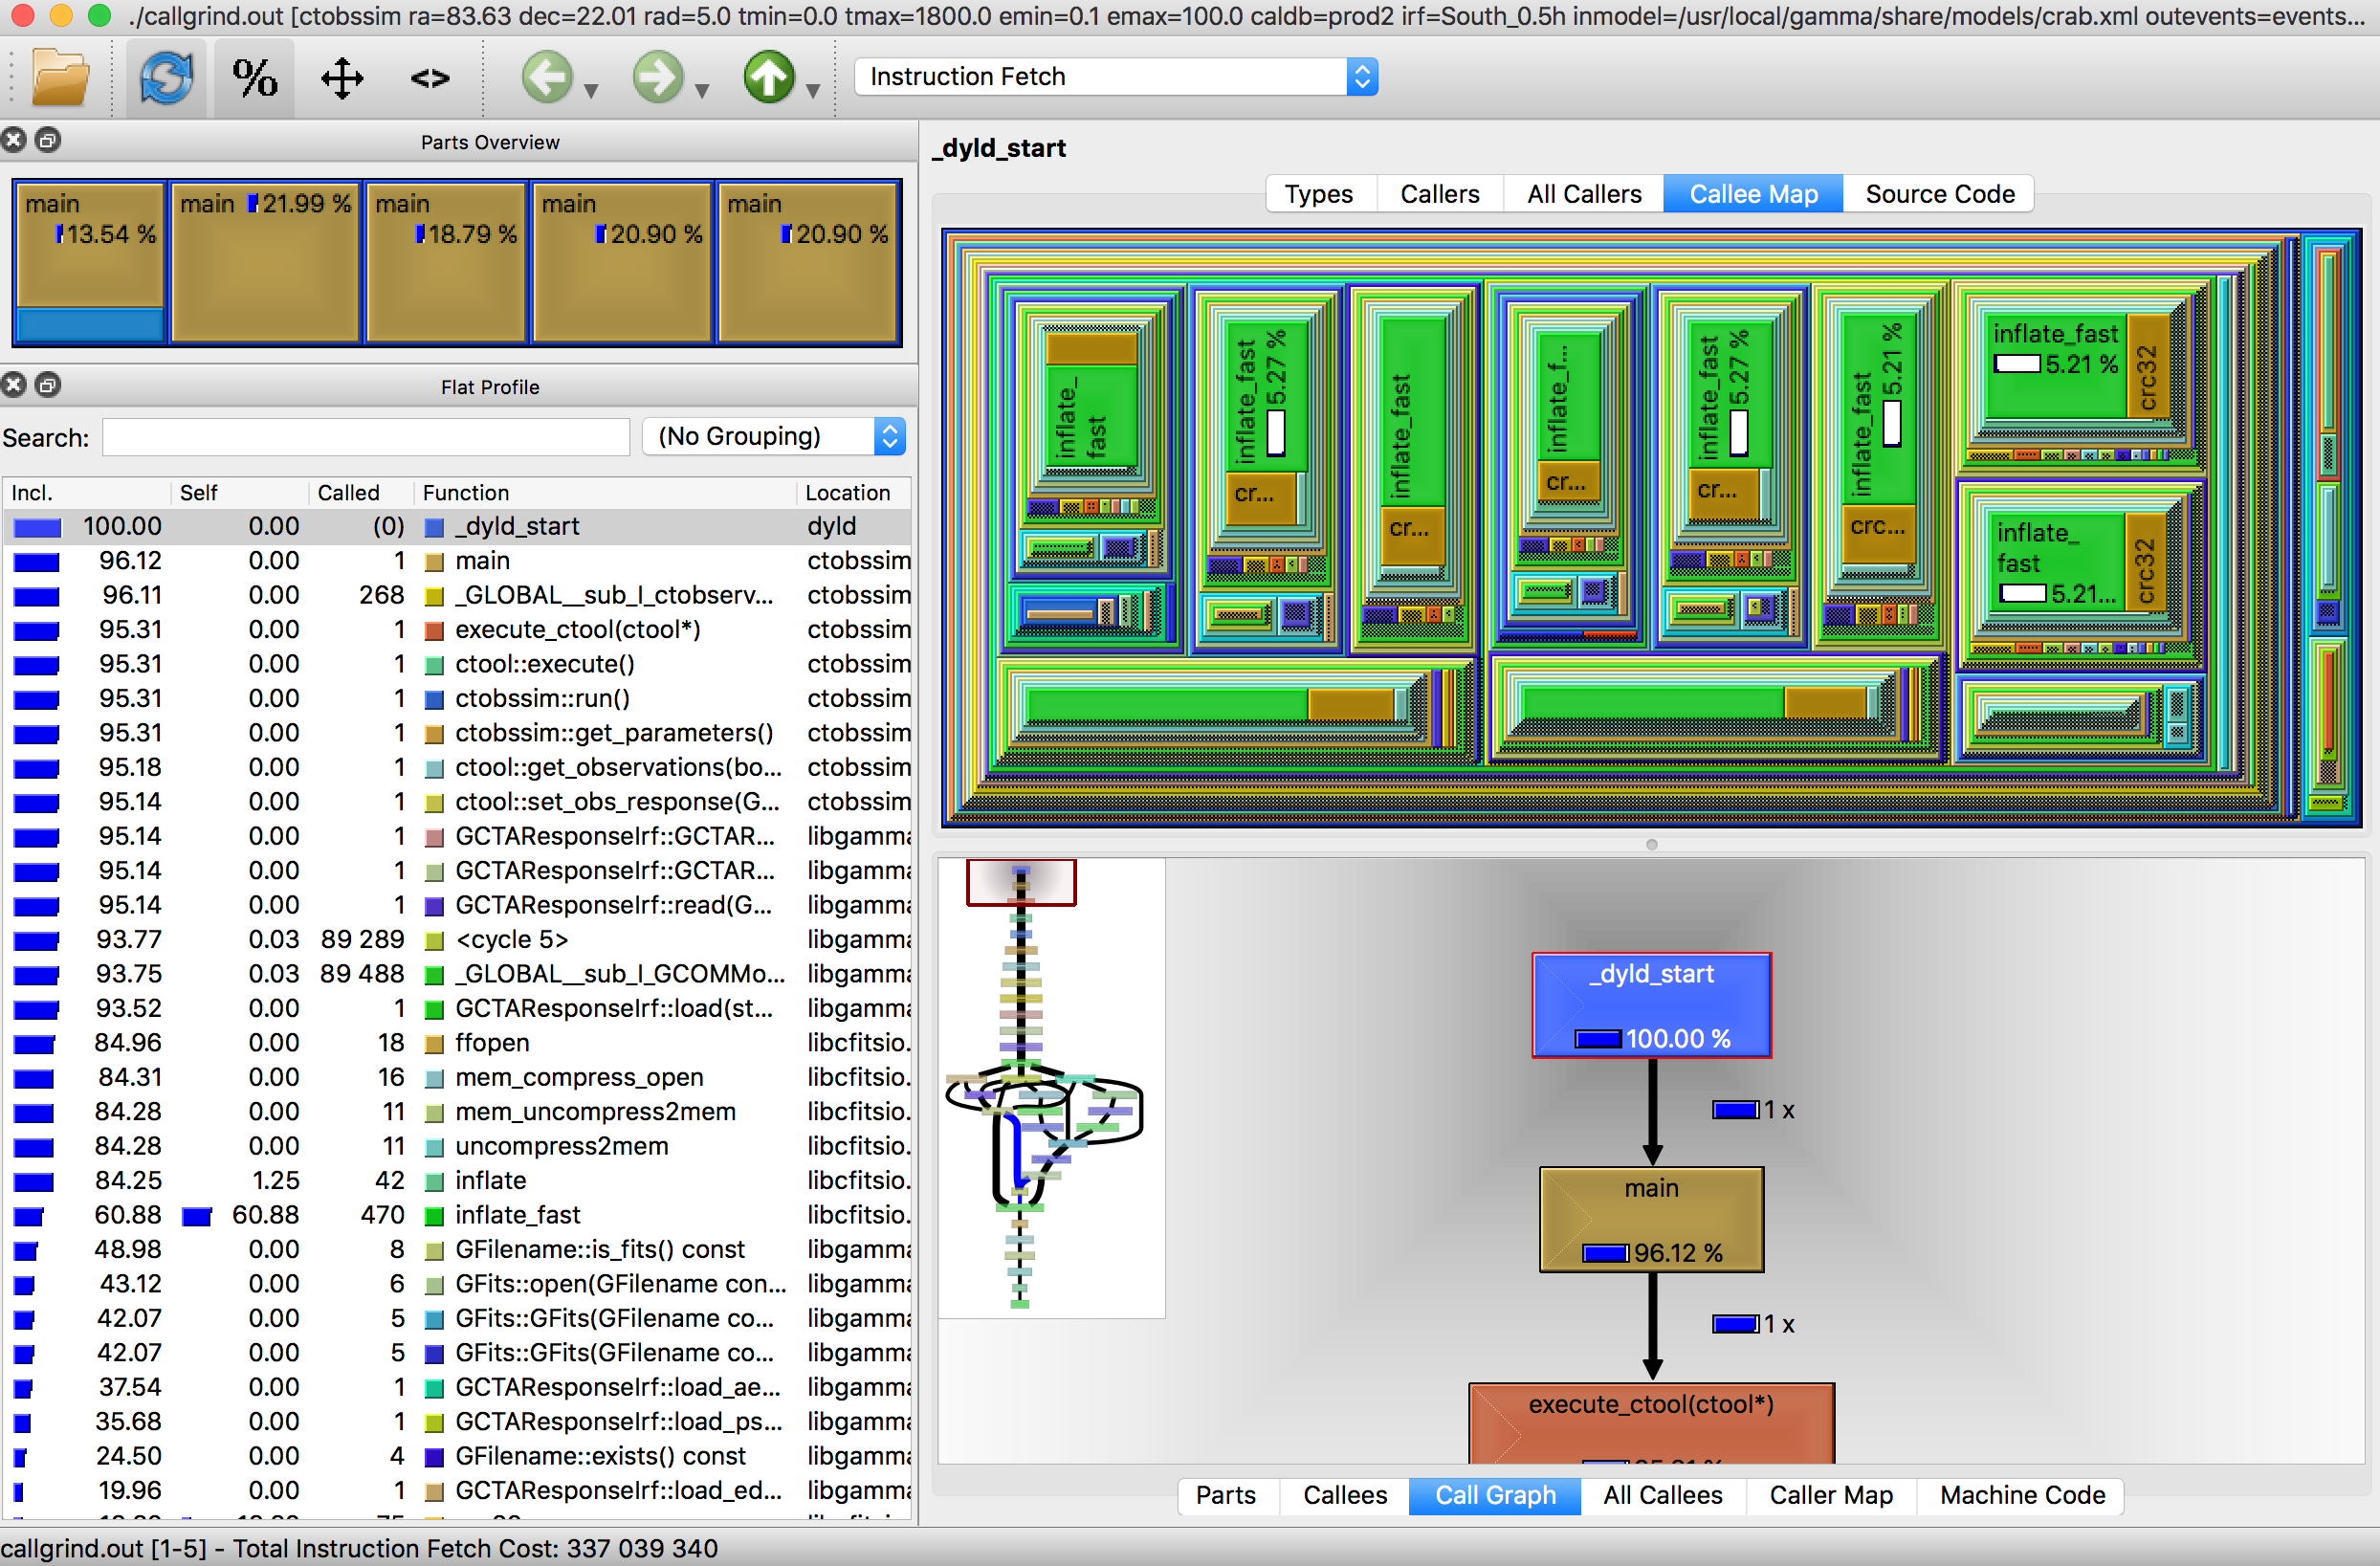 ./callgrind.out [ctobssim ra=83.63 dec=22.01 rad=5.0 tmin=0.0 tmax=1800.0 emin=0.1 emax=100.0 caldb=prod2 irf=South_0.5h inmodel=/usr/local/gamma/share/models/crab.xml outevents=events...
% <> Instruction Fetch
Parts Overview
main 13.54 %
main 21.99 %
main 18.79 %
main 20.90 %
main 20.90 %
Flat Profile
Search: (No Grouping)
Incl. Self Called Function Location
100.00 0.00 (0) _dyld_start dyld
96.12 0.00 1 main ctobssim
96.11 0.00 268 _GLOBAL__sub_I_ctobserv... ctobssim
95.31 0.00 1 execute_ctool(ctool*) ctobssim
95.31 0.00 1 ctool::execute() ctobssim
95.31 0.00 1 ctobssim::run() ctobssim
95.31 0.00 1 ctobssim::get_parameters() ctobssim
95.18 0.00 1 ctool::get_observations(bo... ctobssim
95.14 0.00 1 ctool::set_obs_response(G... ctobssim
95.14 0.00 1 GCTAResponseIrf::GCTAR... libgamma
95.14 0.00 1 GCTAResponseIrf::GCTAR... libgamma
95.14 0.00 1 GCTAResponseIrf::read(G... libgamma
93.77 0.03 89 289 <cycle 5> libgamma
93.75 0.03 89 488 _GLOBAL__sub_I_GCOMMo... libgamma
93.52 0.00 1 GCTAResponseIrf::load(st... libgamma
84.96 0.00 18 ffopen libcfitsio.
84.31 0.00 16 mem_compress_open libcfitsio.
84.28 0.00 11 mem_uncompress2mem libcfitsio.
84.28 0.00 11 uncompress2mem libcfitsio.
84.25 1.25 42 inflate libcfitsio.
60.88 60.88 470 inflate_fast libcfitsio.
48.98 0.00 8 GFilename::is_fits() const libgamma
43.12 0.00 6 GFits::open(GFilename con... libgamma
42.07 0.00 5 GFits::GFits(GFilename co... libgamma
42.07 0.00 5 GFits::GFits(GFilename co... libgamma
37.54 0.00 1 GCTAResponseIrf::load_ae... libgamma
35.68 0.00 1 GCTAResponseIrf::load_ps... libgamma
24.50 0.00 4 GFilename::exists() const libgamma
19.96 0.00 1 GCTAResponseIrf::load_ed... libgamma
_dyld_start
Types Callers All Callers Callee Map Source Code
inflate_
fast
inflate_fast
5.27 %
cr...
inflate_fast
cr...
inflate_f...
cr...
inflate_fast
5.27 %
cr...
inflate_fast
5.21 %
crc...
inflate_fast
5.21 %
crc32
inflate_
fast
5.21...
crc32
_dyld_start
100.00 %
1 x
main
96.12 %
1 x
execute_ctool(ctool*)
Parts Callees Call Graph All Callees Caller Map Machine Code
callgrind.out [1-5] - Total Instruction Fetch Cost: 337 039 340